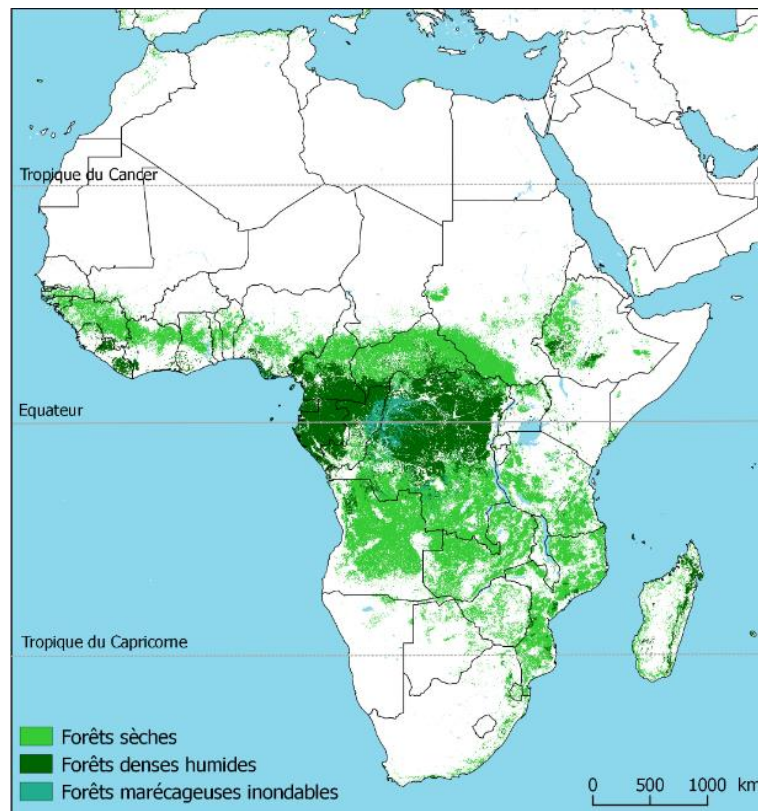 Tropique du Cancer
Equateur
Tropique du Capricorne
Forêts sèches
Forêts denses humides
Forêts marécageuses inondables
0 500 1000 km